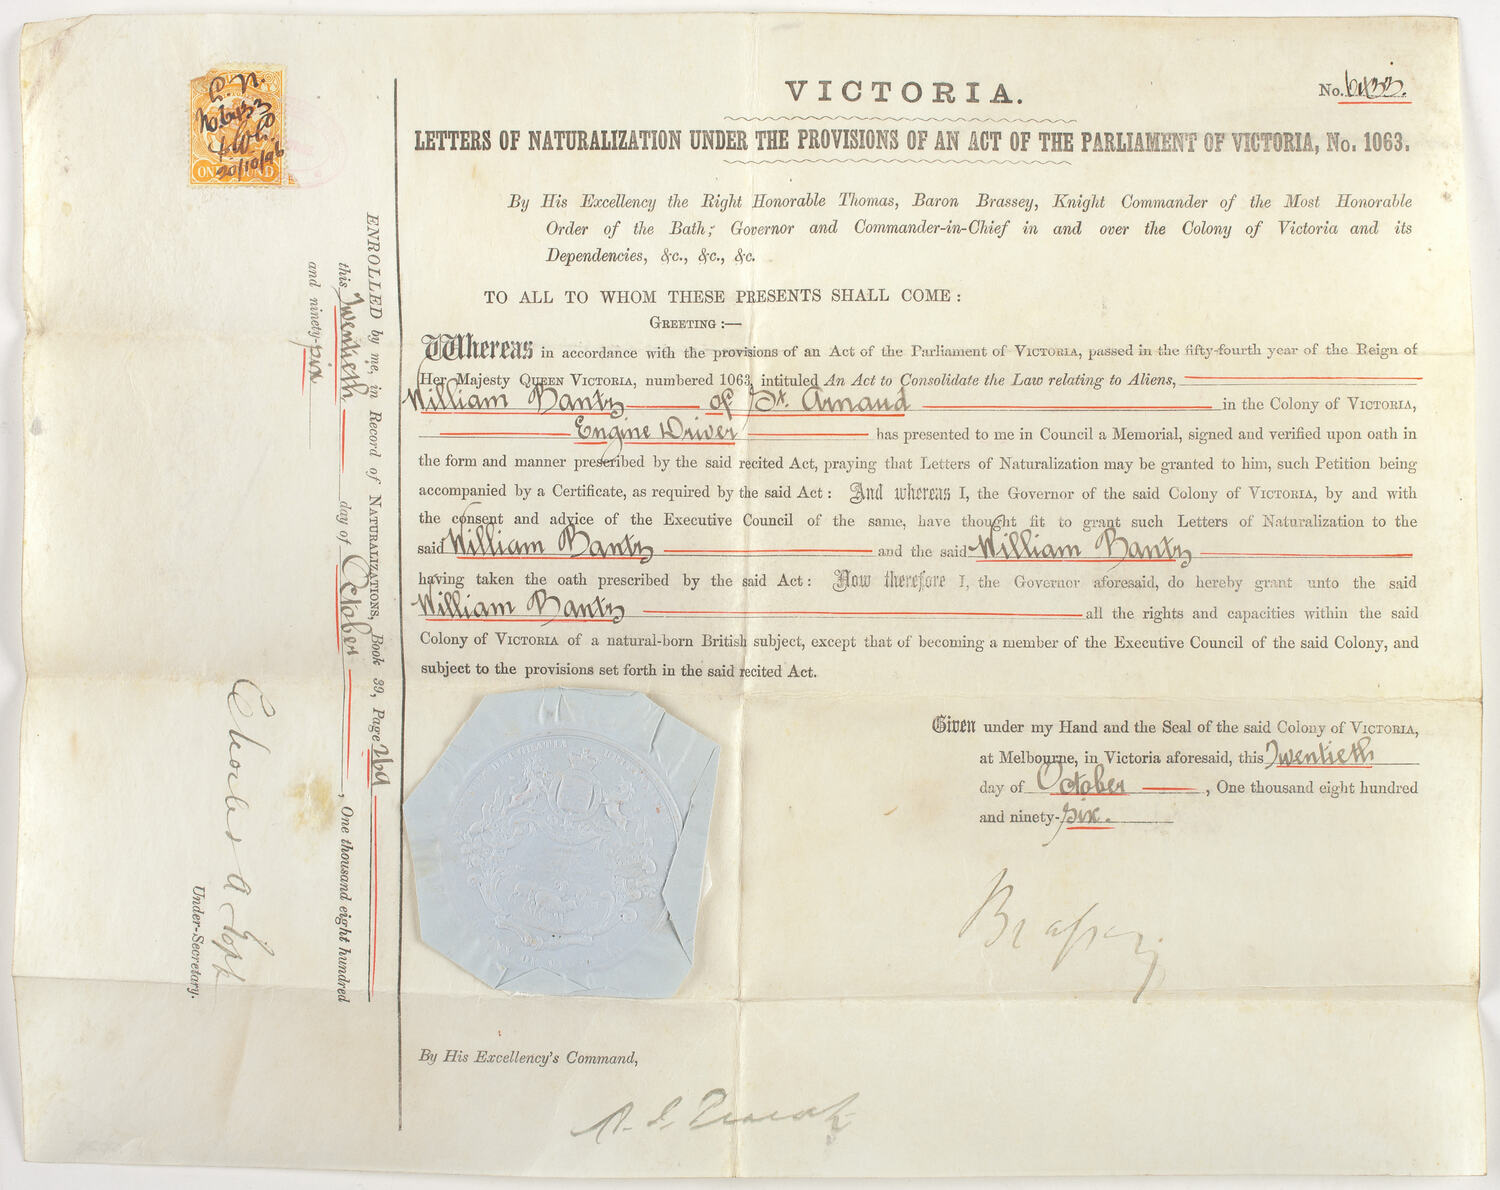 VICTORIA.
No. 6433.
LETTERS OF NATURALIZATION UNDER THE PROVISIONS OF AN ACT OF THE PARLIAMENT OF VICTORIA, No. 1063.
By His Excellency the Right Honorable Thomas, Baron Brassey, Knight Commander of the Most Honorable
Order of the Bath; Governor and Commander-in-Chief in and over the Colony of Victoria and its
Dependencies, &c., &c., &c.
TO ALL TO WHOM THESE PRESENTS SHALL COME :
GREETING :—
Whereas in accordance with the provisions of an Act of the Parliament of VICTORIA, passed in the fifty-fourth year of the Reign of
Her Majesty QUEEN VICTORIA, numbered 1063, intituled An Act to Consolidate the Law relating to Aliens,
William Bantz of St. Arnaud in the Colony of VICTORIA,
Engine Driver has presented to me in Council a Memorial, signed and verified upon oath in
the form and manner prescribed by the said recited Act, praying that Letters of Naturalization may be granted to him, such Petition being
accompanied by a Certificate, as required by the said Act : And whereas I, the Governor of the said Colony of VICTORIA, by and with
the consent and advice of the Executive Council of the same, have thought fit to grant such Letters of Naturalization to the
said William Bantz and the said William Bantz
having taken the oath prescribed by the said Act : Now therefore I, the Governor aforesaid, do hereby grant unto the said
William Bantz all the rights and capacities within the said
Colony of VICTORIA of a natural-born British subject, except that of becoming a member of the Executive Council of the said Colony, and
subject to the provisions set forth in the said recited Act.
Given under my Hand and the Seal of the said Colony of VICTORIA,
at Melbourne, in Victoria aforesaid, this Twentieth
day of October , One thousand eight hundred
and ninety-six.
Brassey
By His Excellency's Command,
L. N.
No. 6433
20/10/96
ONE POUND
ENROLLED by me, in Record of NATURALIZATIONS, Book 39, Page 269
this Twentieth day of October , One thousand eight hundred
and ninety-six
Charles A Topp
Under-Secretary.